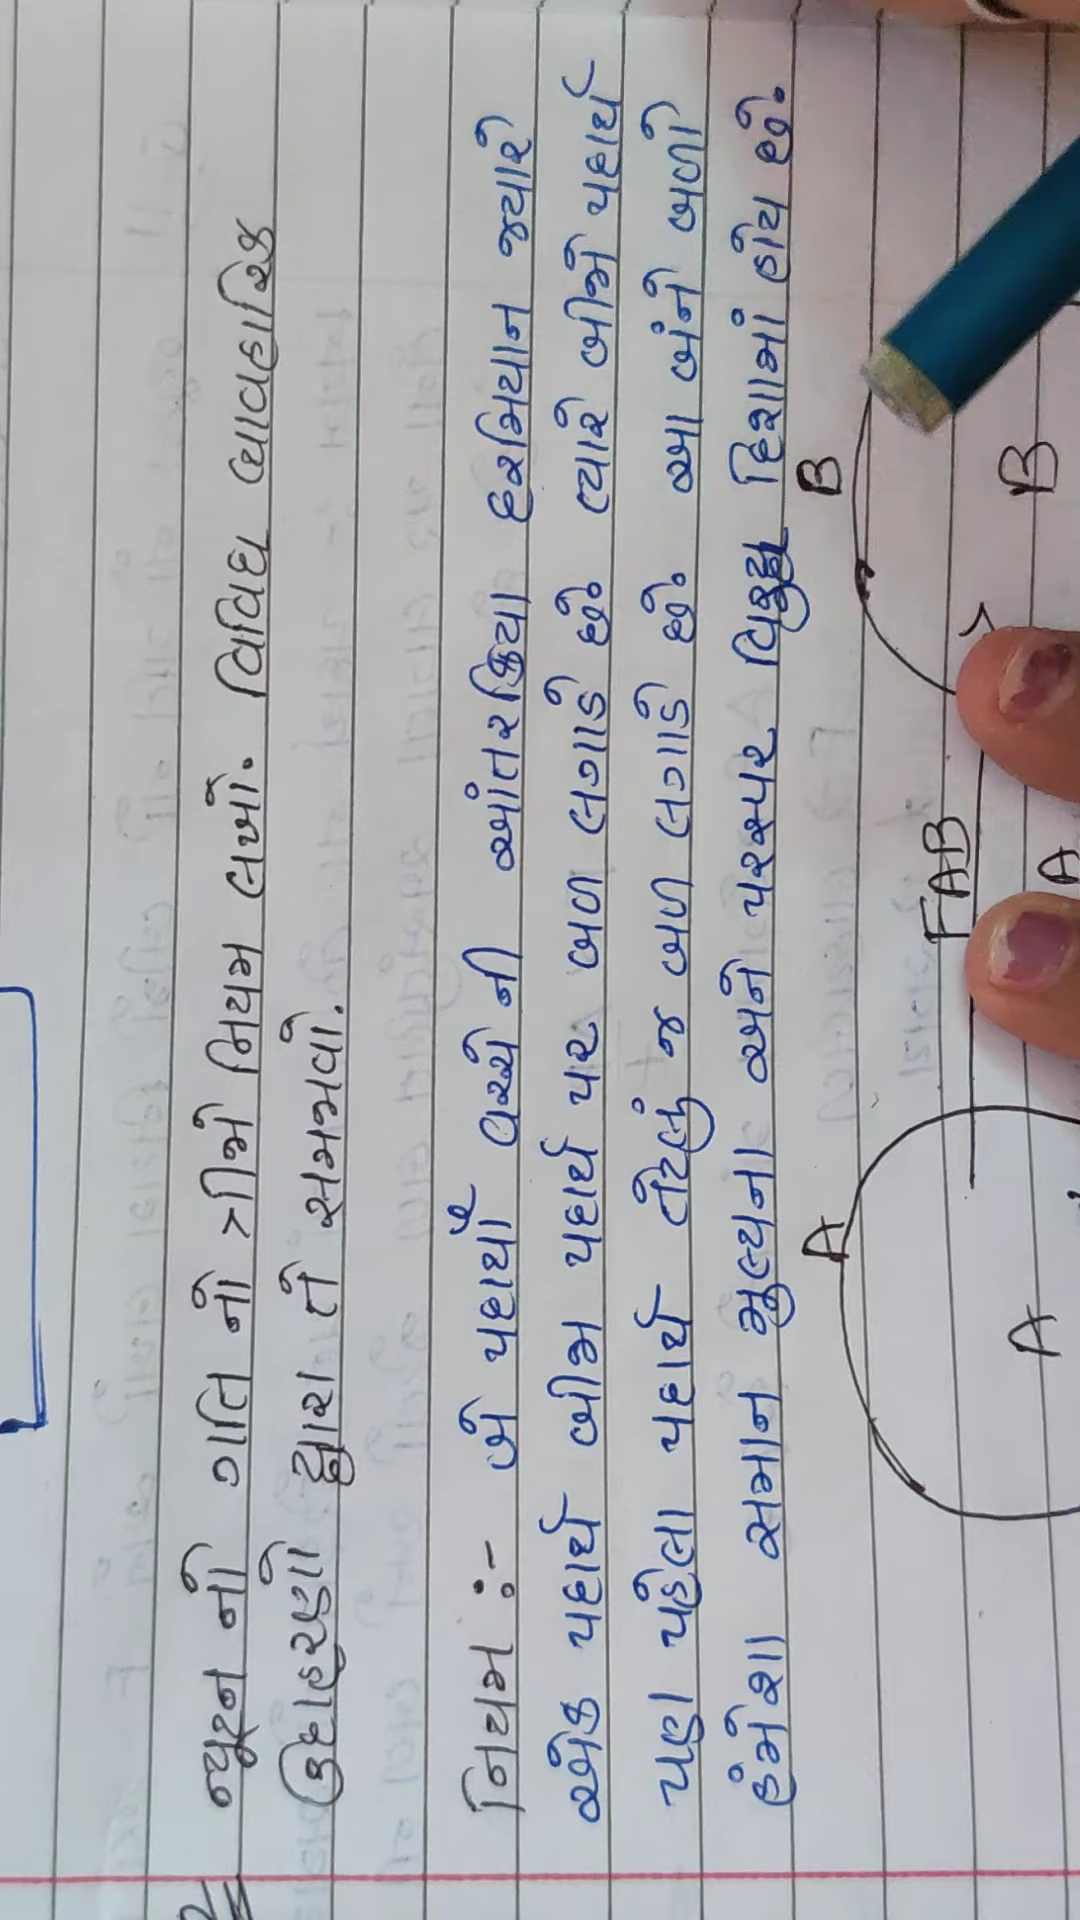 ન્યુટન નો ગતિ નો ત્રીજો નિયમ લખો. વિવિધ વ્યાવહારિક
ઉદાહરણો દ્વારા તે સમજાવો.
નિયમ :- બે પદાર્થો વચ્ચે ની આંતરક્રિયા દરમિયાન જ્યારે
એક પદાર્થ બીજા પદાર્થ પર બળ લગાડે છે. ત્યારે બીજો પદાર્થ
પણ પહેલા પદાર્થ તેટલું જ બળ લગાડે છે. આ બંને બળો
હંમેશા સમાન મુલ્યના અને પરસ્પર વિરુદ્ધ દિશામાં હોય છે.
A B
FAB
A A B